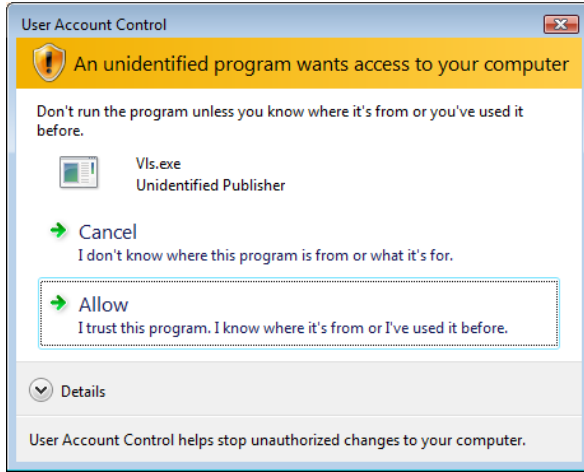 User Account Control
An unidentified program wants access to your computer
Don't run the program unless you know where it's from or you've used it
before.
Vls.exe
Unidentified Publisher
Cancel
I don't know where this program is from or what it's for.
Allow
I trust this program. I know where it's from or I've used it before.
Details
User Account Control helps stop unauthorized changes to your computer.